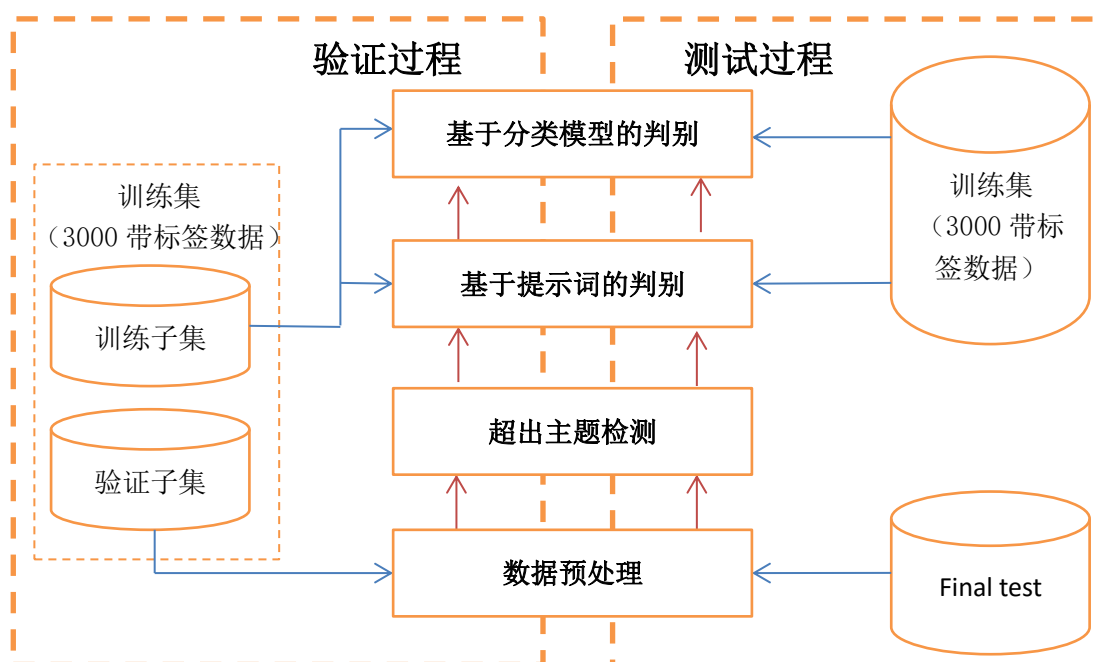 验证过程
测试过程
基于分类模型的判别
训练集
（3000 带标签数据）
训练子集
验证子集
基于提示词的判别
超出主题检测
数据预处理
训练集
（3000 带标
签数据）
Final test